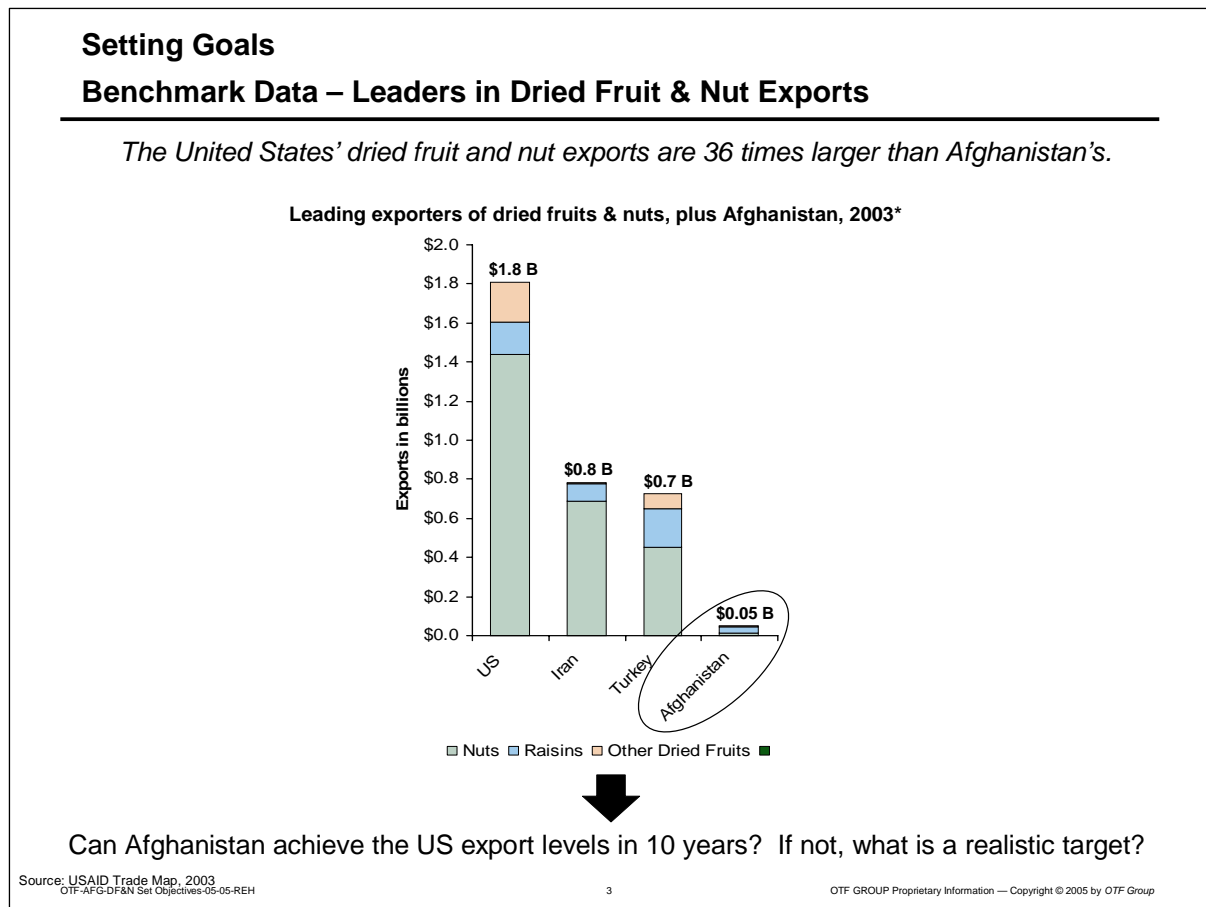 Setting Goals
Benchmark Data – Leaders in Dried Fruit & Nut Exports
The United States’ dried fruit and nut exports are 36 times larger than Afghanistan’s.
Leading exporters of dried fruits & nuts, plus Afghanistan, 2003*
Exports in billions
$2.0
$1.8
$1.6
$1.4
$1.2
$1.0
$0.8
$0.6
$0.4
$0.2
$0.0
$1.8 B
$0.8 B
$0.7 B
$0.05 B
US
Iran
Turkey
Afghanistan
Nuts Raisins Other Dried Fruits
Can Afghanistan achieve the US export levels in 10 years? If not, what is a realistic target?
Source: USAID Trade Map, 2003
OTF-AFG-DF&N Set Objectives-05-05-REH
3
OTF GROUP Proprietary Information — Copyright © 2005 by OTF Group